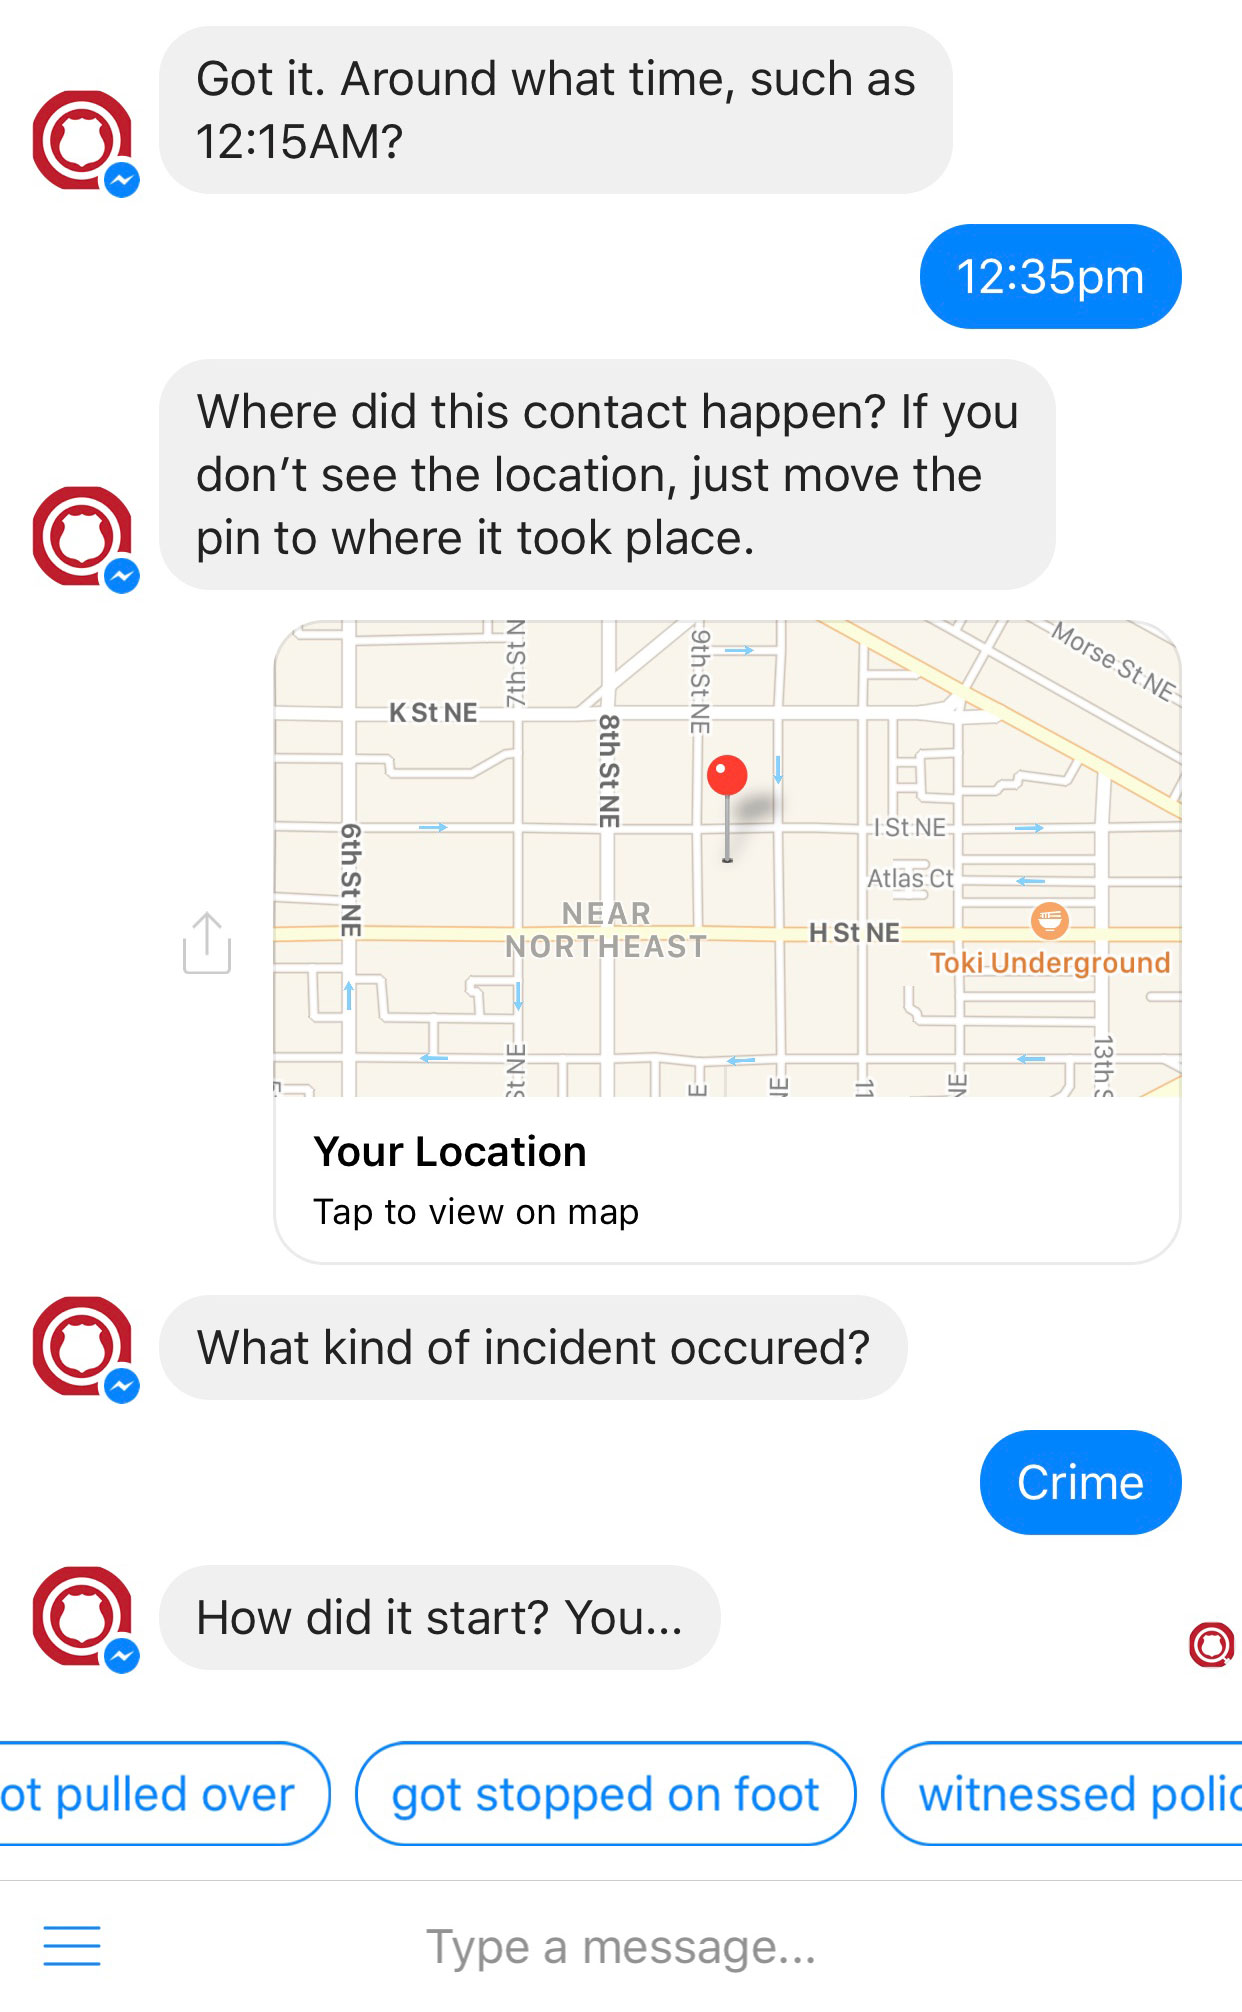 Got it. Around what time, such as
12:15AM?
12:35pm
Where did this contact happen? If you
don’t see the location, just move the
pin to where it took place.
7th St N
9th St NE
Morse St NE
K St NE
8th St NE
I St NE
6th St NE
Atlas Ct
NEAR
NORTHEAST
H St NE
Toki Underground
St NE
E
NE
11
NE
13th S
Your Location
Tap to view on map
What kind of incident occured?
Crime
How did it start? You...
ot pulled over
got stopped on foot
witnessed polic
Type a message...